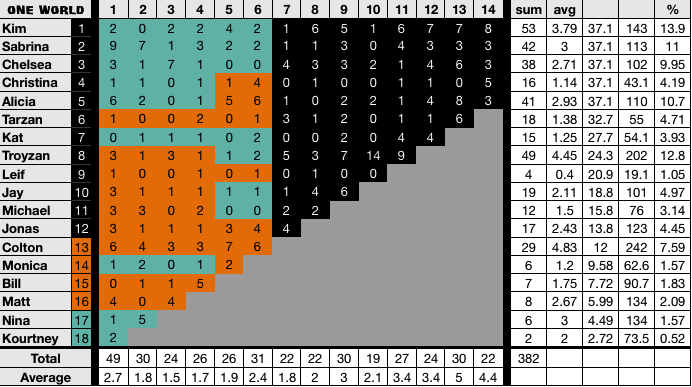 ONE WORLD 1 2 3 4 5 6 7 8 9 10 11 12 13 14 sum avg %
Kim 1 2 0 2 2 4 2 1 6 5 6 7 7 7 8 53 3.79 37.1 143 13.9
Sabrina 2 9 7 1 3 2 2 1 1 3 0 4 3 3 3 42 3 37.1 113 11
Chelsea 3 3 1 7 1 0 0 4 3 3 2 1 4 6 3 38 2.71 37.1 102 9.95
Christina 4 1 1 0 1 1 4 0 1 0 0 1 1 0 5 16 1.14 37.1 43.1 4.19
Alicia 5 6 2 0 1 5 6 1 0 2 2 1 4 8 3 41 2.93 37.1 110 10.7
Tarzan 6 1 0 0 2 0 1 3 1 2 0 1 1 6 18 1.38 32.7 55 4.71
Kat 7 0 1 1 1 0 2 0 0 2 0 4 4 15 1.25 27.7 54.1 3.93
Troyzan 8 3 1 3 1 1 2 5 3 7 14 9 49 4.45 24.3 202 12.8
Leif 9 1 0 0 1 0 1 0 1 0 0 4 0.4 20.9 19.1 1.05
Jay 10 3 1 1 1 1 1 1 4 6 19 2.11 18.8 101 4.97
Michael 11 3 3 0 2 0 0 2 2 12 1.5 15.8 76 3.14
Jonas 12 3 1 1 1 3 4 4 17 2.43 13.8 123 4.45
Colton 13 6 4 3 3 7 6 29 4.83 12 242 7.59
Monica 14 1 2 0 1 2 6 1.2 9.58 62.6 1.57
Bill 15 0 1 1 5 7 1.75 7.72 90.7 1.83
Matt 16 4 0 4 8 2.67 5.99 134 2.09
Nina 17 1 5 6 3 4.49 134 1.57
Kourtney 18 2 2 2 2.72 73.5 0.52
Total 49 30 24 26 26 31 22 22 30 19 27 24 30 22 382
Average 2.7 1.8 1.5 1.7 1.9 2.4 1.8 2 3 2.1 3.4 3.4 5 4.4